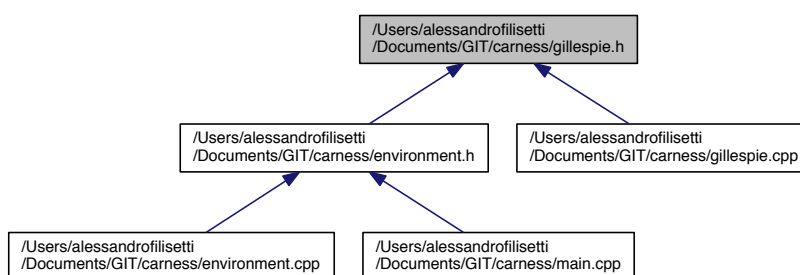 /Users/alessandrofilisetti
/Documents/GIT/carness/gillespie.h
/Users/alessandrofilisetti
/Documents/GIT/carness/environment.h
/Users/alessandrofilisetti
/Documents/GIT/carness/gillespie.cpp
/Users/alessandrofilisetti
/Documents/GIT/carness/environment.cpp
/Users/alessandrofilisetti
/Documents/GIT/carness/main.cpp